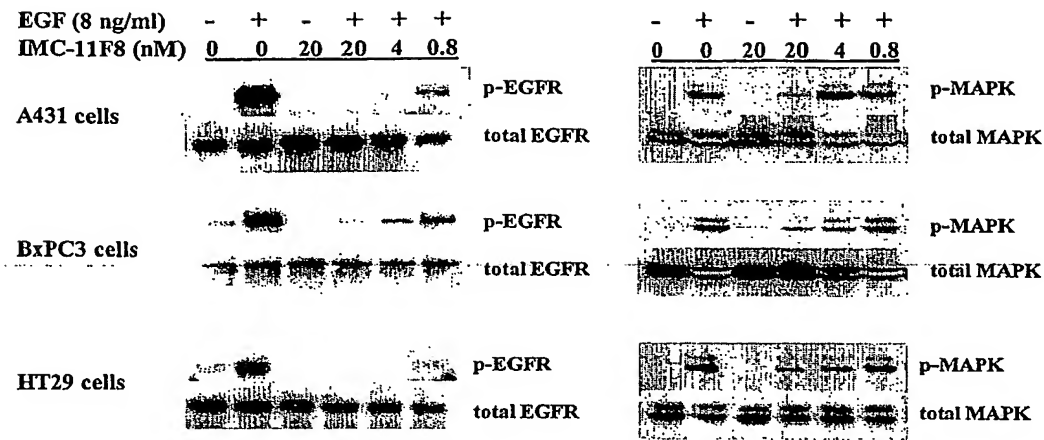 EGF (8 ng/ml) - + - + + + - + - + + +
IMC-11F8 (nM) 0 0 20 20 4 0.8 0 0 20 20 4 0.8
A431 cells
p-EGFR p-MAPK
total EGFR total MAPK
BxPC3 cells
p-EGFR p-MAPK
total EGFR total MAPK
HT29 cells
p-EGFR p-MAPK
total EGFR total MAPK